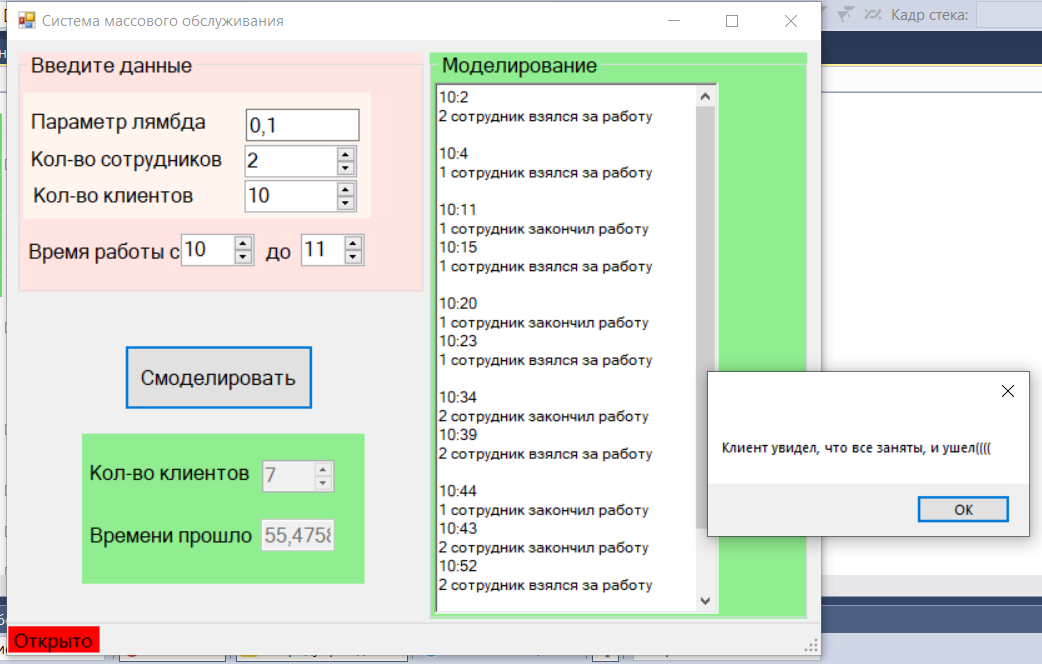 Система массового обслуживания
Кадр стека:
Введите данные
Параметр лямбда 0,1
Кол-во сотрудников 2
Кол-во клиентов 10
Время работы с 10 до 11
Смоделировать
Кол-во клиентов 7
Времени прошло 55,4758
Открыто
Моделирование
10:2
2 сотрудник взялся за работу
10:4
1 сотрудник взялся за работу
10:11
1 сотрудник закончил работу
10:15
1 сотрудник взялся за работу
10:20
1 сотрудник закончил работу
10:23
1 сотрудник взялся за работу
10:34
2 сотрудник закончил работу
10:39
2 сотрудник взялся за работу
10:44
1 сотрудник закончил работу
10:43
2 сотрудник закончил работу
10:52
2 сотрудник взялся за работу
Клиент увидел, что все заняты, и ушел((((
ОК